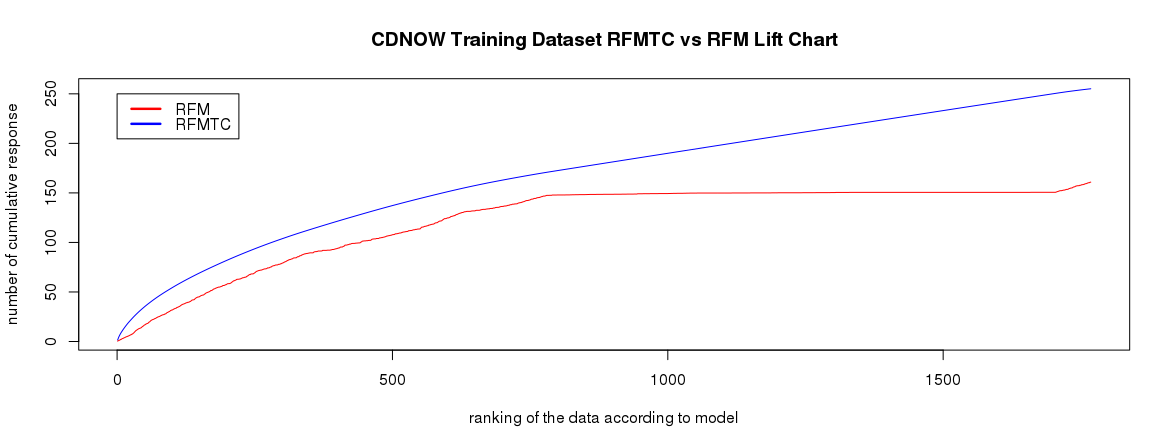 CDNOW Training Dataset RFMTC vs RFM Lift Chart
number of cumulative response
250
200
150
100
50
0
RFM
RFMTC
0 500 1000 1500
ranking of the data according to model